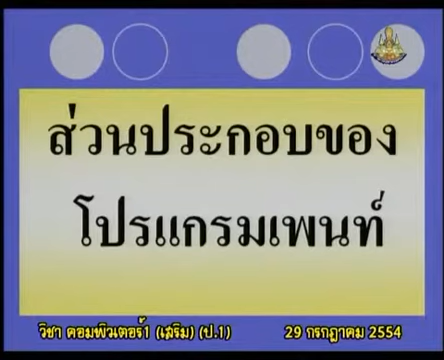 ส่วนประกอบของ
โปรแกรมเพนท์
วิชา คอมพิวเตอร์1 (เสริม) (ป.1) 29 กรกฎาคม 2554